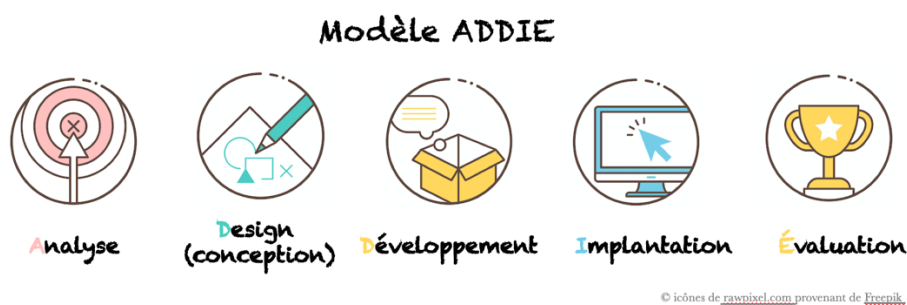 Modèle ADDIE
Analyse
Design
(conception)
Développement
Implantation
Évaluation
© icônes de rawpixel.com provenant de Freepik